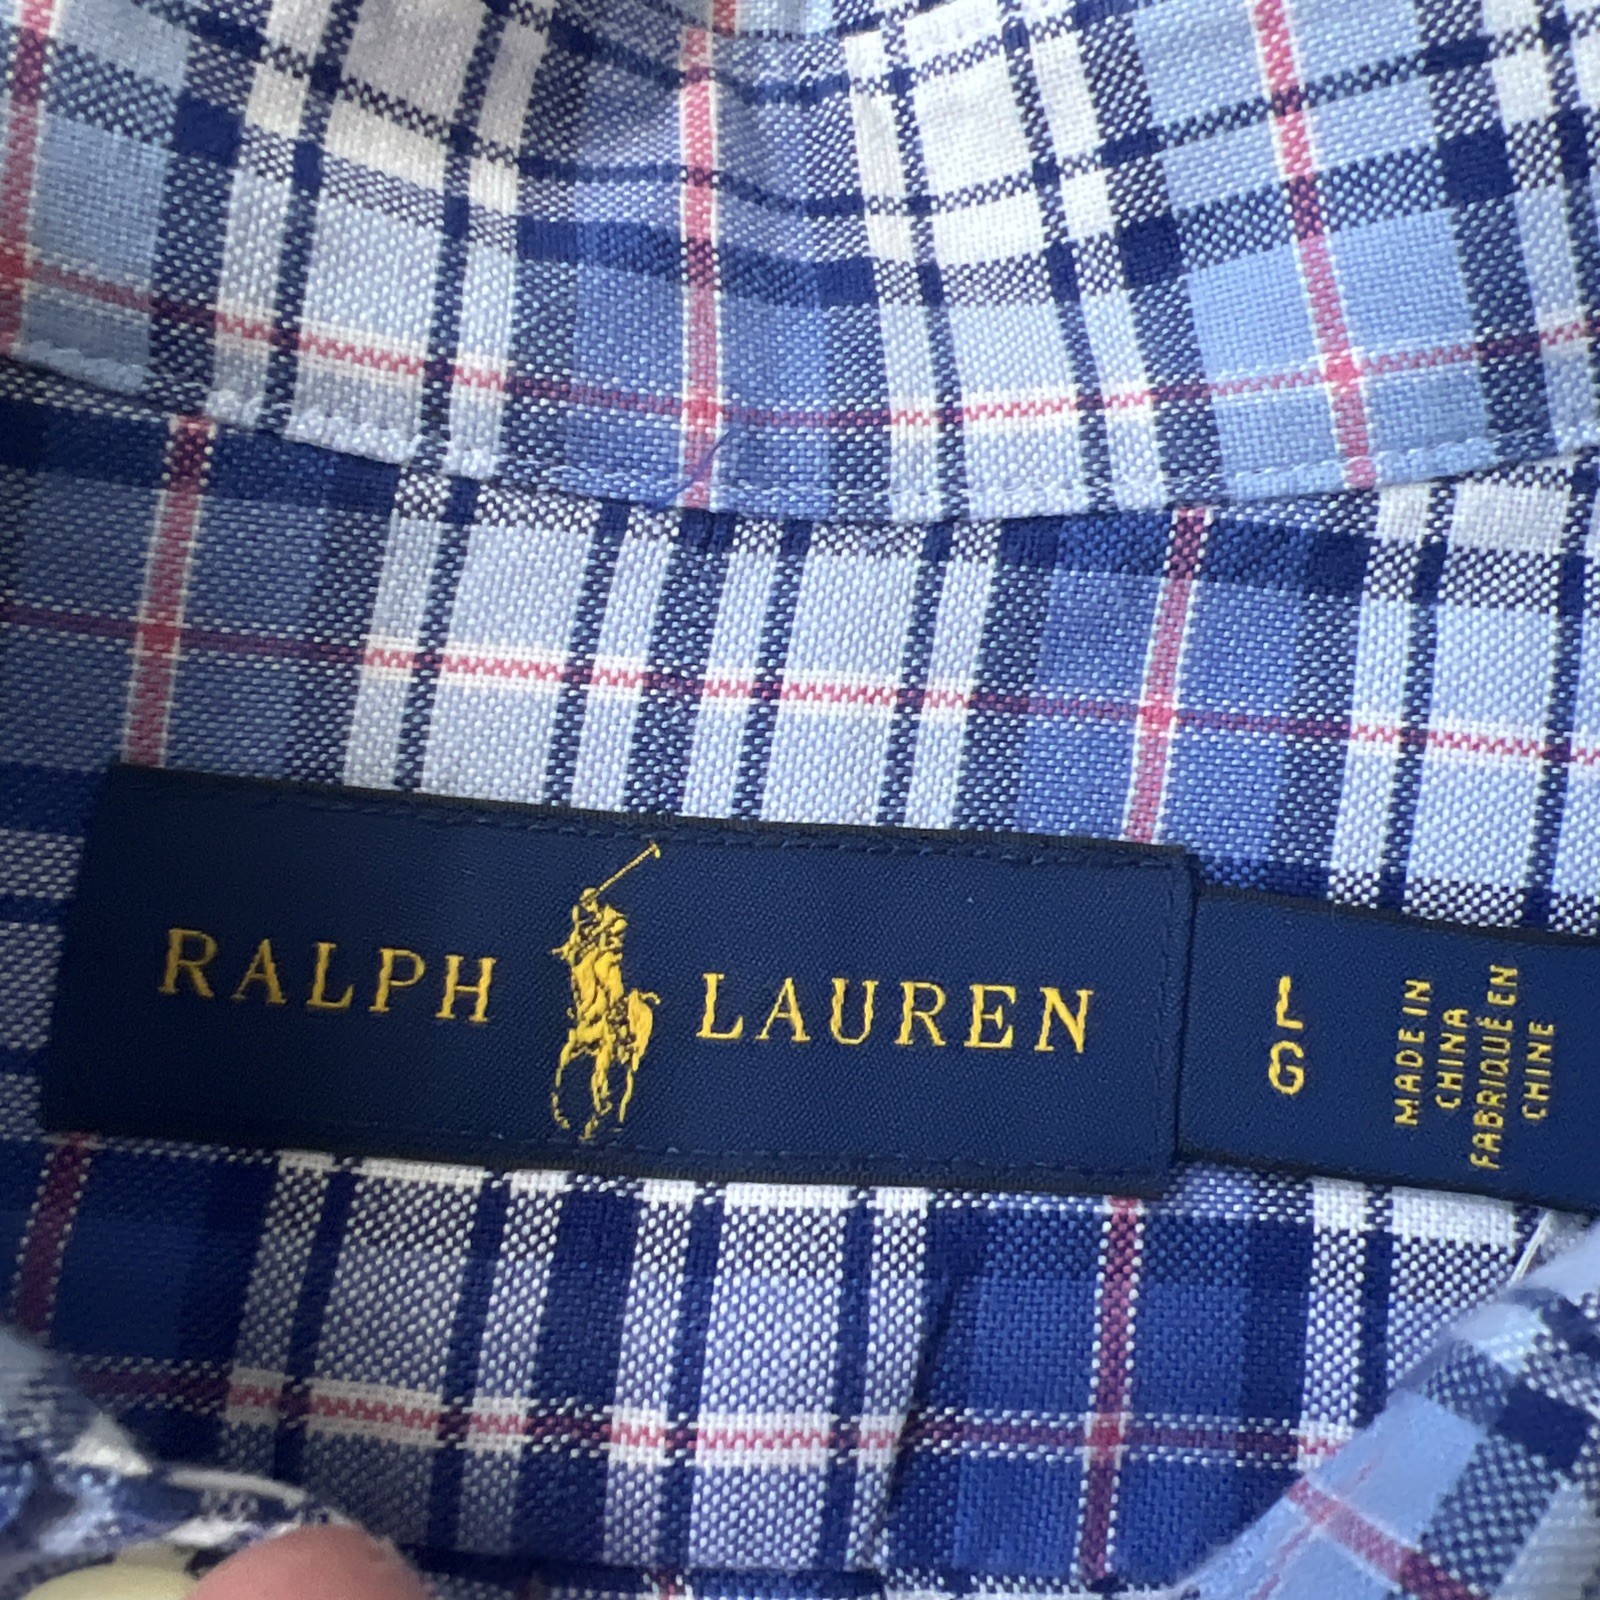 RALPH LAUREN
L
G
MADE IN
CHINA
FABRIQUÉ EN
CHINE